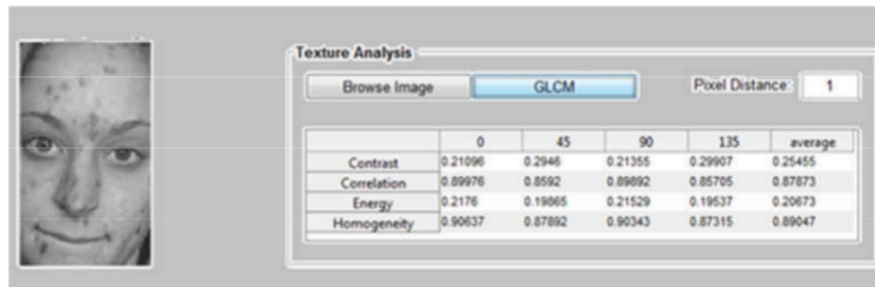 Texture Analysis
Browse Image GLCM Pixel Distance: 1
0 45 90 135 average
Contrast 0.21096 0.2946 0.21355 0.29907 0.25455
Correlation 0.89976 0.8592 0.89892 0.85705 0.87873
Energy 0.2176 0.19865 0.21529 0.19537 0.20673
Homogeneity 0.90637 0.87892 0.90343 0.87315 0.89047